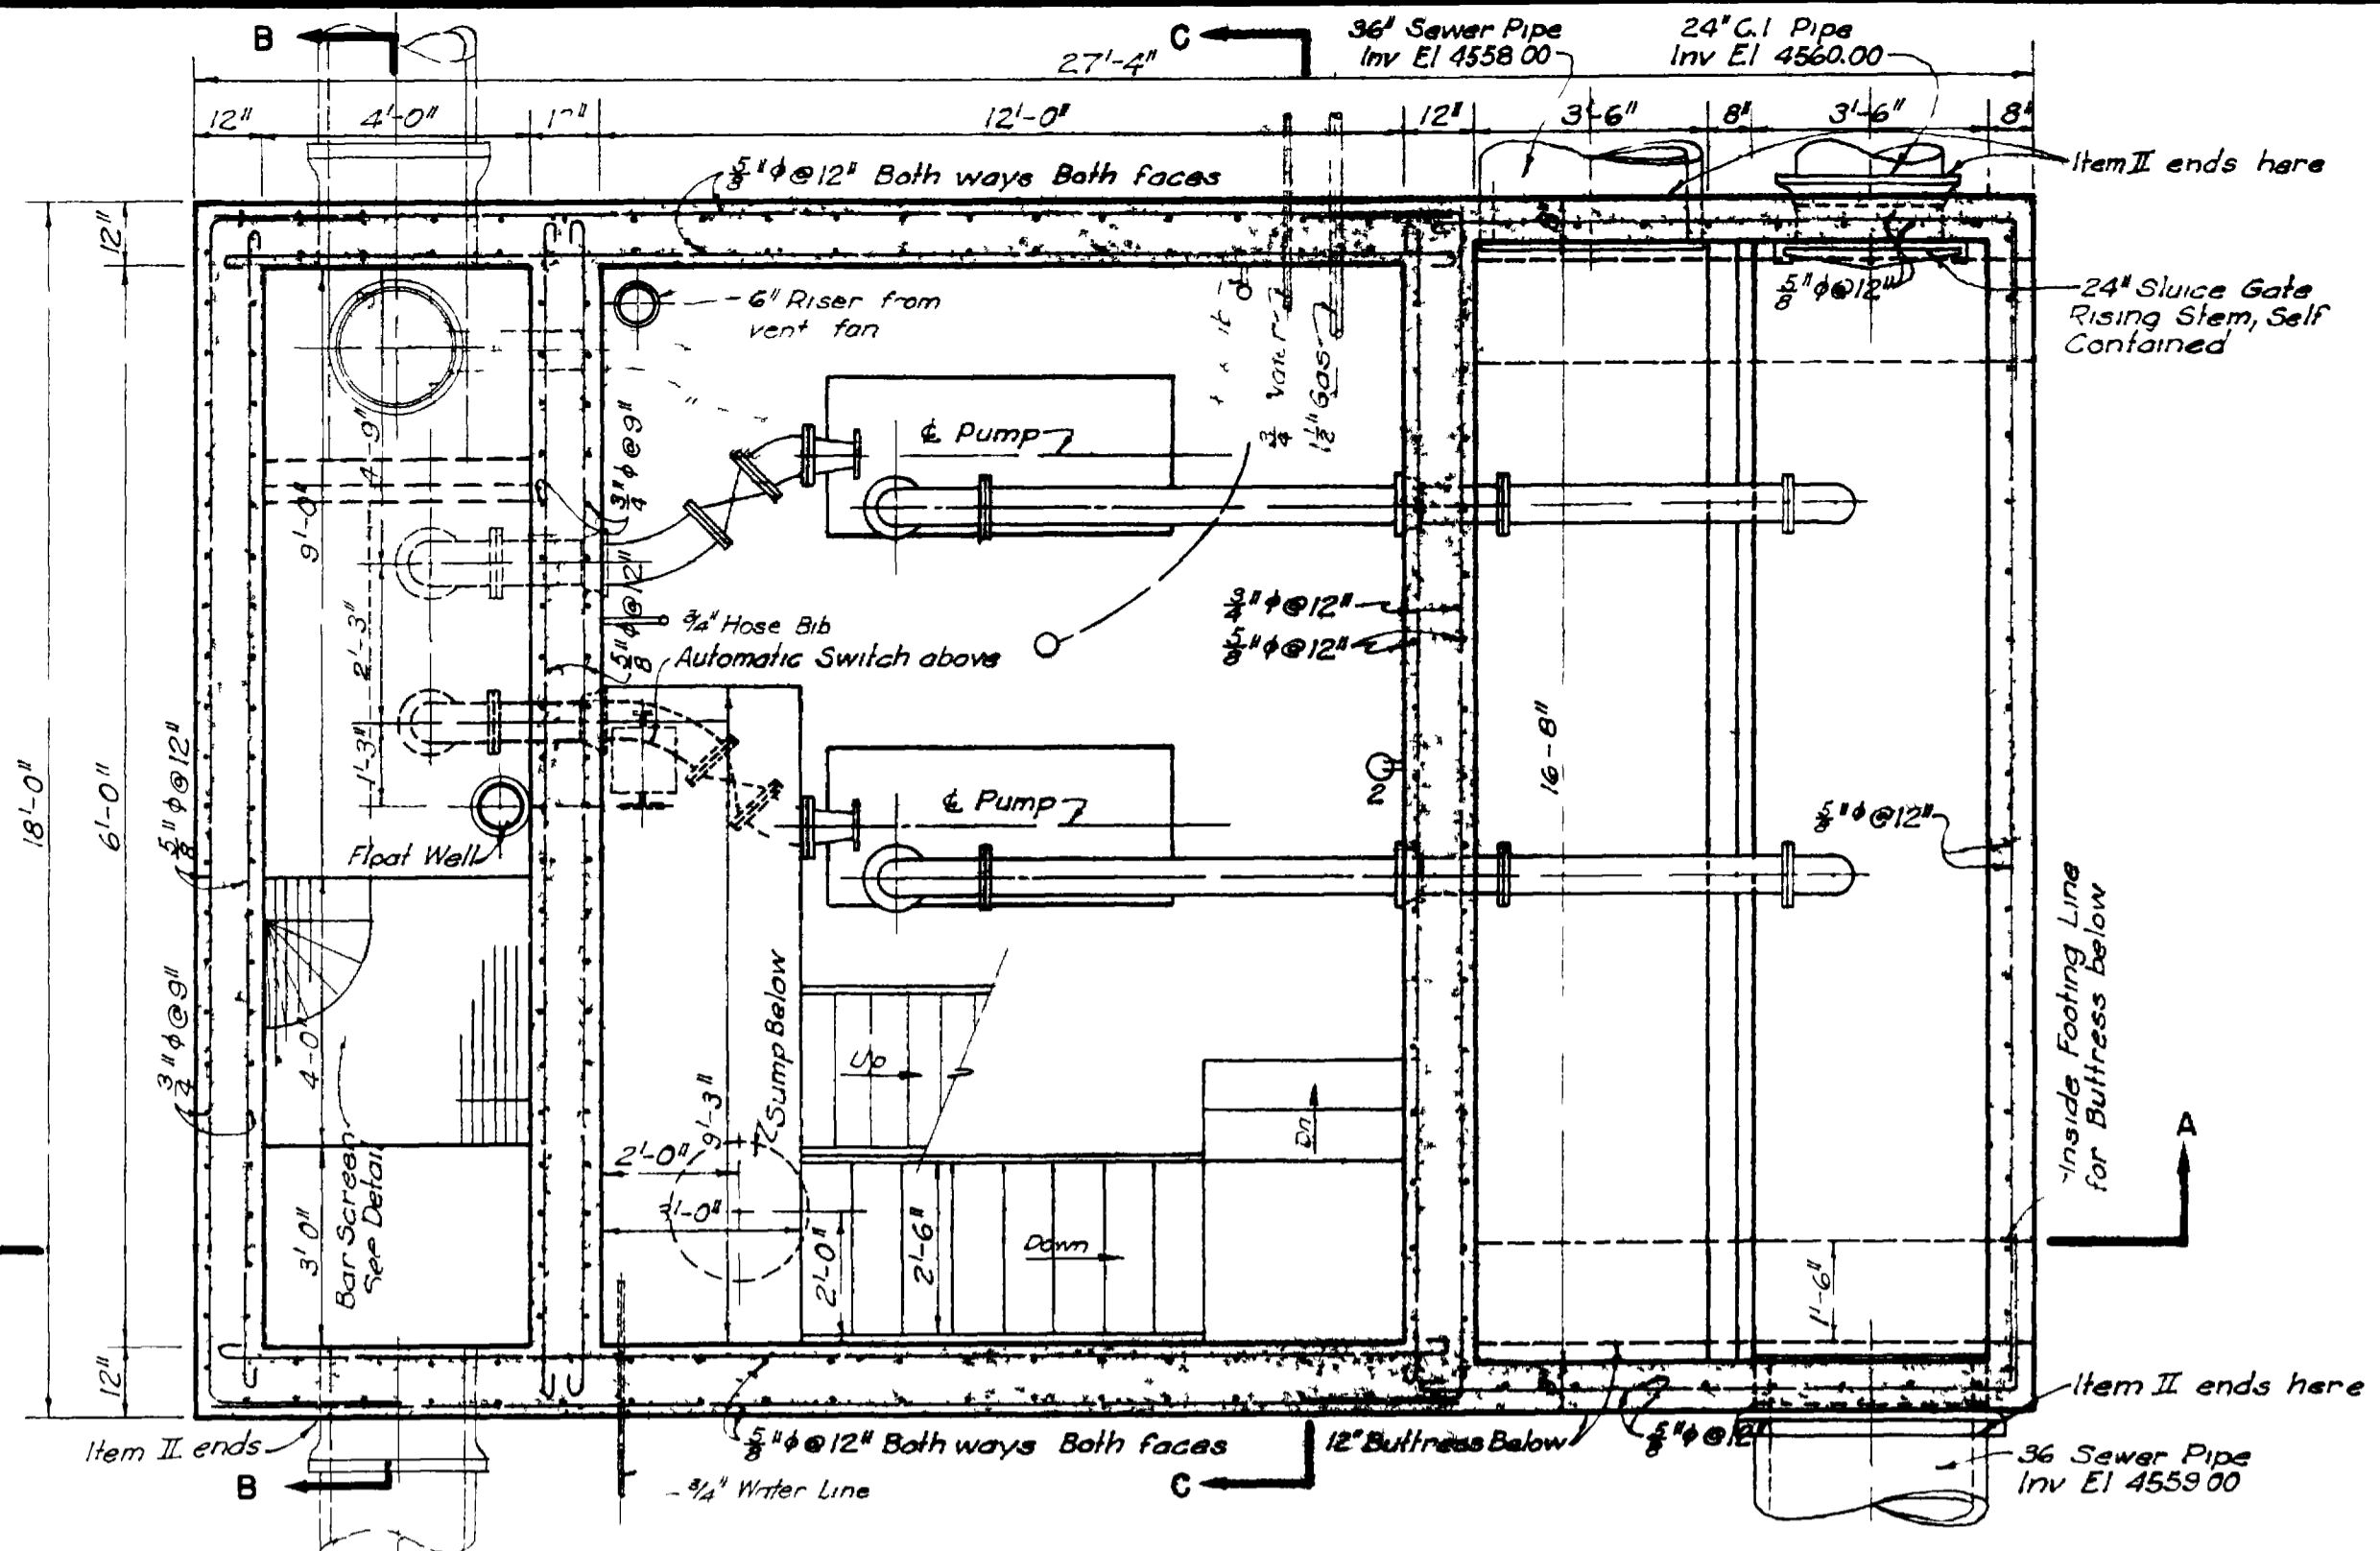 B
C
36" Sewer Pipe
Inv El 4558 00
24" C.I Pipe
Inv El 4560.00
27'-4"
12"
4'-0"
12'-0"
12"
3'-6"
8"
3'-6"
8"
5/8"φ@12" Both ways Both faces
Item II ends here
12"
8"
6" Riser from
vent fan
5/8"φ@12"
24" Sluice Gate
Rising Stem, Self
Contained
¾
1½" Gas
℄ Pump
4'-9"
9'-0"
¾"φ@9"
5/8"φ@12"
¾" Hose Bib
Automatic Switch above
¾"φ@12"
5/8"φ@12"
2'-3"
1'-3"
18'-0"
6'-0"
5/8"φ@12"
16-8"
2
℄ Pump
5/8"φ@12"
Float Well
Inside Footing Line
for Buttress below
¾"φ@9"
4-0"
Sump Below
9'-3"
Up
Dn
A
2'-0"
3'-0"
2'-0"
2'-6"
Down
3'0"
Bar Screen
See Detail
1'-6"
12"
Item II ends here
Item II ends
5/8"φ@12" Both ways Both faces
12" Buttress Below
5/8"φ@12"
B
C
¾" Water Line
36 Sewer Pipe
Inv El 4559 00